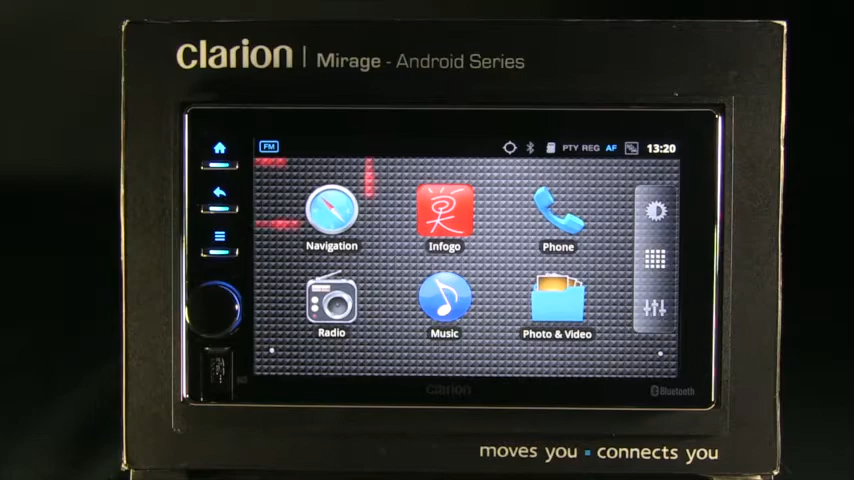 clarion | Mirage - Android Series
FM PTY REG AF 13:20
Navigation Infogo Phone
Radio Music Photo & Video
clarion Bluetooth
moves you connects you